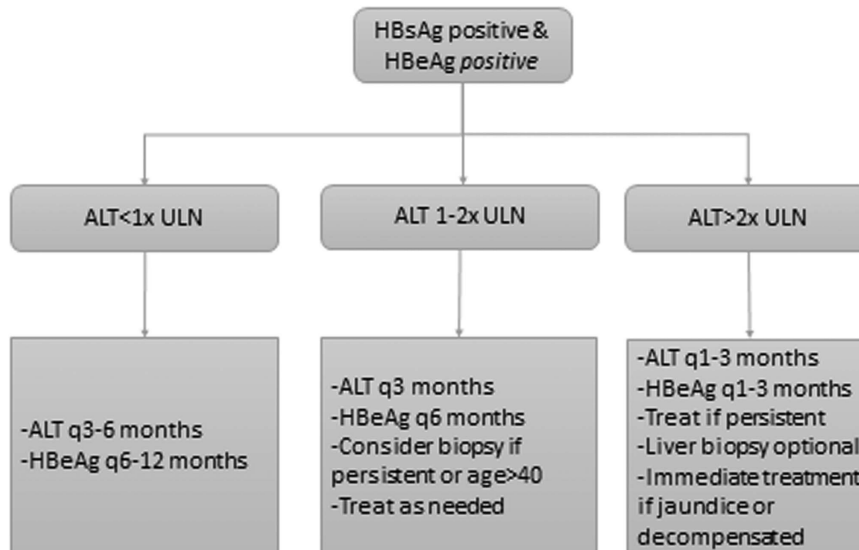 HBsAg positive &
HBeAg positive
ALT<1x ULN
ALT 1-2x ULN
ALT>2x ULN
-ALT q3-6 months
-HBeAg q6-12 months
-ALT q3 months
-HBeAg q6 months
-Consider biopsy if
persistent or age>40
-Treat as needed
-ALT q1-3 months
-HBeAg q1-3 months
-Treat if persistent
-Liver biopsy optional
-Immediate treatment
if jaundice or
decompensated